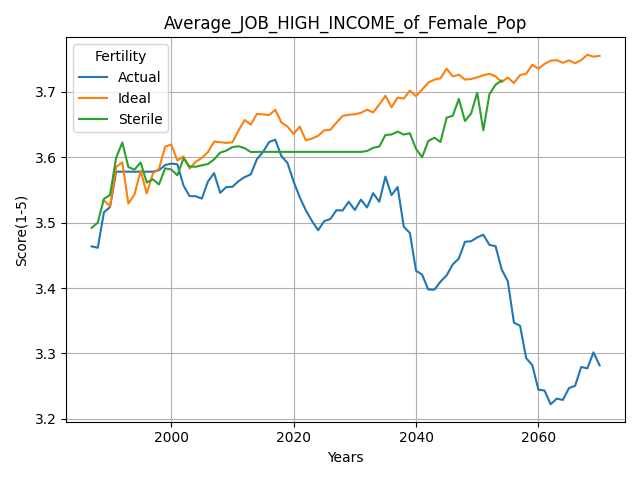 Average_JOB_HIGH_INCOME_of_Female_Pop
Fertility
Actual
Ideal
Sterile
Score(1-5)
3.7
3.6
3.5
3.4
3.3
3.2
2000
2020
2040
2060
Years